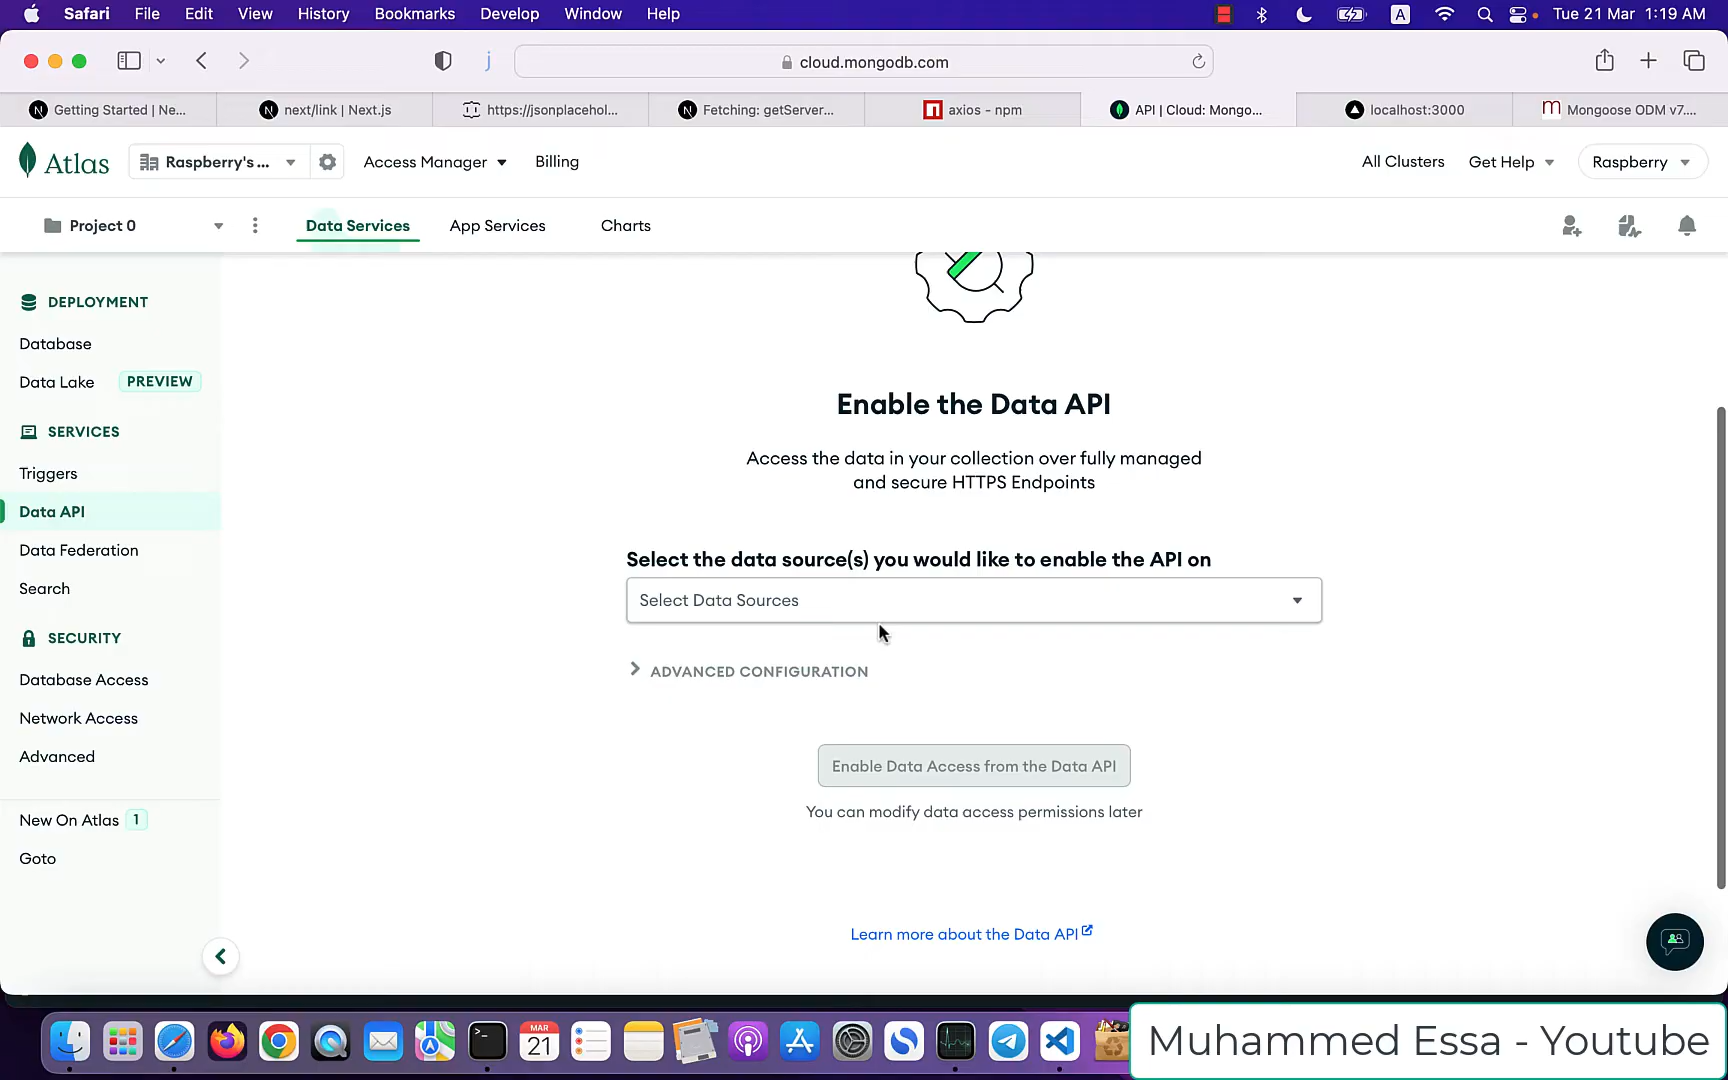 Safari File Edit View History Bookmarks Develop Window Help A Tue 21 Mar 1:19 AM
j cloud.mongodb.com
N Getting Started | Ne... N next/link | Next.js https://jsonplacehol... N Fetching: getServer... axios - npm API | Cloud: Mongo... localhost:3000 m Mongoose ODM v7....
Atlas Raspberry's ... Access Manager Billing All Clusters Get Help Raspberry
Project 0 Data Services App Services Charts
DEPLOYMENT
Database
Data Lake PREVIEW
SERVICES
Triggers
Data API
Data Federation
Search
SECURITY
Database Access
Network Access
Advanced
New On Atlas 1
Goto
Enable the Data API
Access the data in your collection over fully managed
and secure HTTPS Endpoints
Select the data source(s) you would like to enable the API on
Select Data Sources
ADVANCED CONFIGURATION
Enable Data Access from the Data API
You can modify data access permissions later
Learn more about the Data API
MAR
21
Muhammed Essa - Youtube